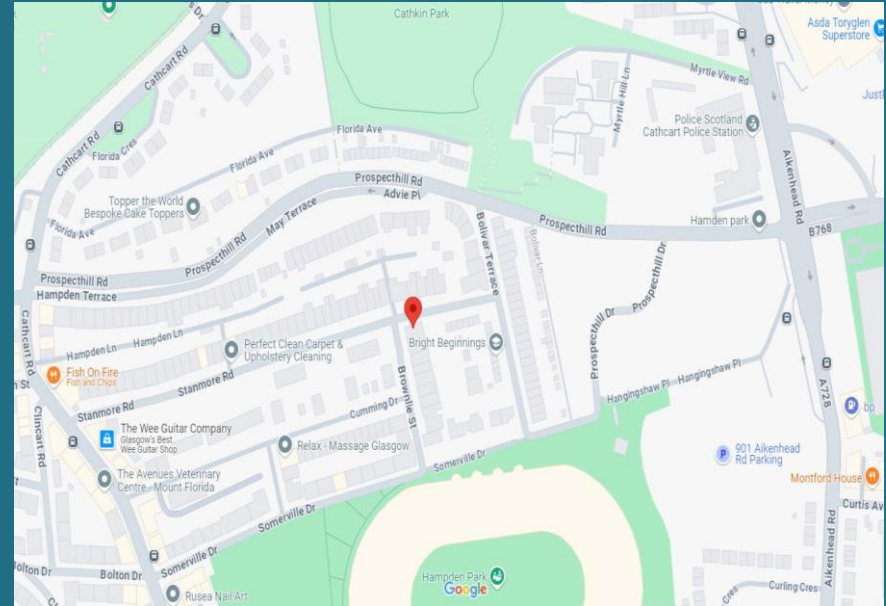 Cathkin Park
Asda Toryglen
Superstore
Cathcart Rd
Myrtle View Rd
Myrtle Hill Ln
Police Scotland
Cathcart Police Station
Aikenhead Rd
Florida Ave
Florida Cres
Cathcart Rd
Florida Ave
Topper the World
Bespoke Cake Toppers
Prospecthill Rd
← Advie Pl
May Terrace
Florida Ave
Prospecthill Rd
Bolivar Terrace
Bolivar Ln
Prospecthill Rd
Hamden park
B768
Prospecthill Rd
Hampden Terrace
Prospecthill Dr
Prospecthill Dr
Cathcart Rd
Hampden Ln
Hampden Ln
Perfect Clean Carpet &
Upholstery Cleaning
Bright Beginnings
Fish On Fire
Fish and Chips
Stanmore Rd
Brownlie St
Hangingshaw Pl
Hangingshaw Pl
A728
bp
Stanmore Rd
Cumming Dr
Clincart Rd
The Wee Guitar Company
Glasgow's Best
Wee Guitar Shop
Relax - Massage Glasgow
901 Aikenhead
Rd Parking
Somerville Dr
The Avenues Veterinary
Centre - Mount Florida
Montford House
Curtis Av
Somerville Dr
Aikenhead Rd
Bolton Dr
Somerville Dr
Hampden Park
Google
Curling Cres
Rusea Nail Art